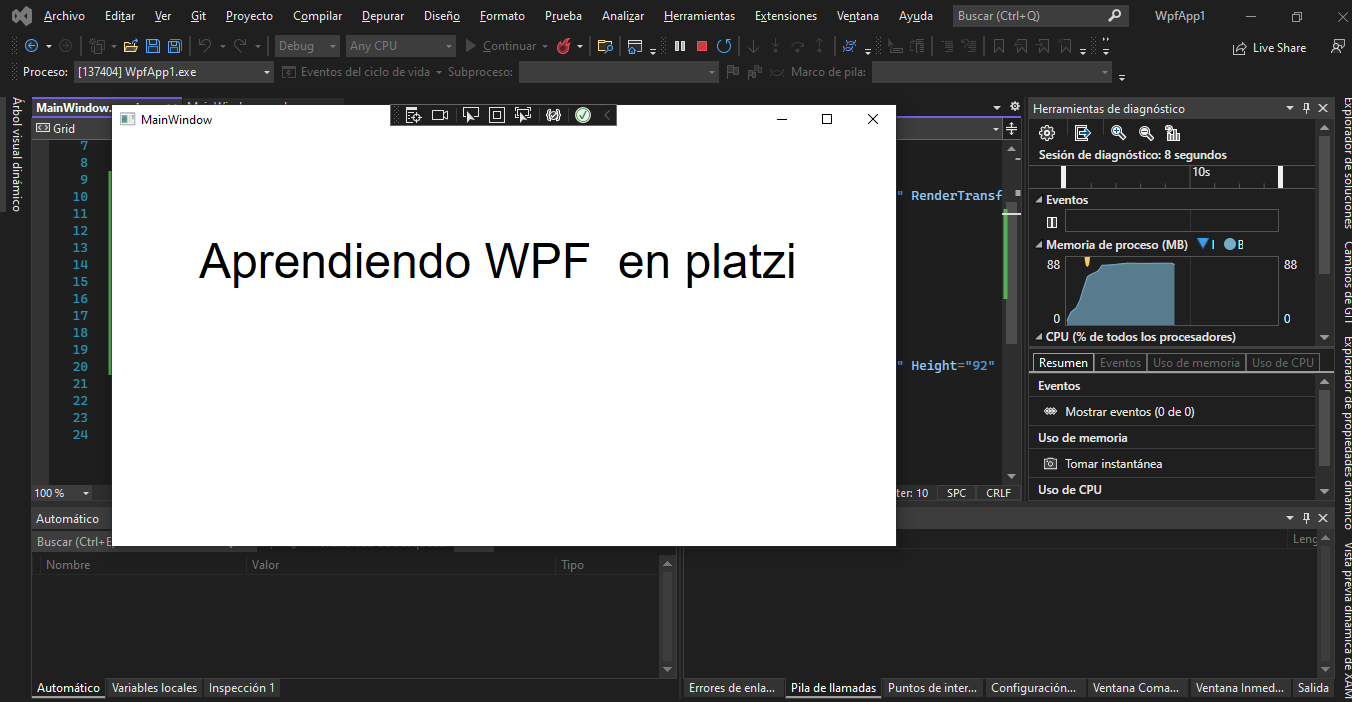 Archivo Editar Ver Git Proyecto Compilar Depurar Diseño Formato Prueba Analizar Herramientas Extensiones Ventana Ayuda Buscar (Ctrl+Q) WpfApp1
Debug Any CPU Continuar Live Share
Proceso: [137404] WpfApp1.exe Eventos del ciclo de vida Subproceso: Marco de pila:
Árbol visual dinámico
MainWindow.
Grid
MainWindow
7
8
9
10 " RenderTransf
11
12
13
14
15
16
17
18
19
20 " Height="92"
21
22
23
24
Aprendiendo WPF  en platzi
100 % ter: 10 SPC CRLF
Herramientas de diagnóstico
Sesión de diagnóstico: 8 segundos
10s
Eventos
Memoria de proceso (MB) I B
88 88
0 0
CPU (% de todos los procesadores)
Resumen Eventos Uso de memoria Uso de CPU
Eventos
Mostrar eventos (0 de 0)
Uso de memoria
Tomar instantánea
Uso de CPU
Explorador de soluciones
Cambios de GIT
Explorador de propiedades dinámico
Vista previa dinámica de XAM
Automático
Buscar (Ctrl+E
Nombre Valor Tipo
Leng
Automático Variables locales Inspección 1
Errores de enla... Pila de llamadas Puntos de inter... Configuración... Ventana Coma... Ventana Inmed... Salida